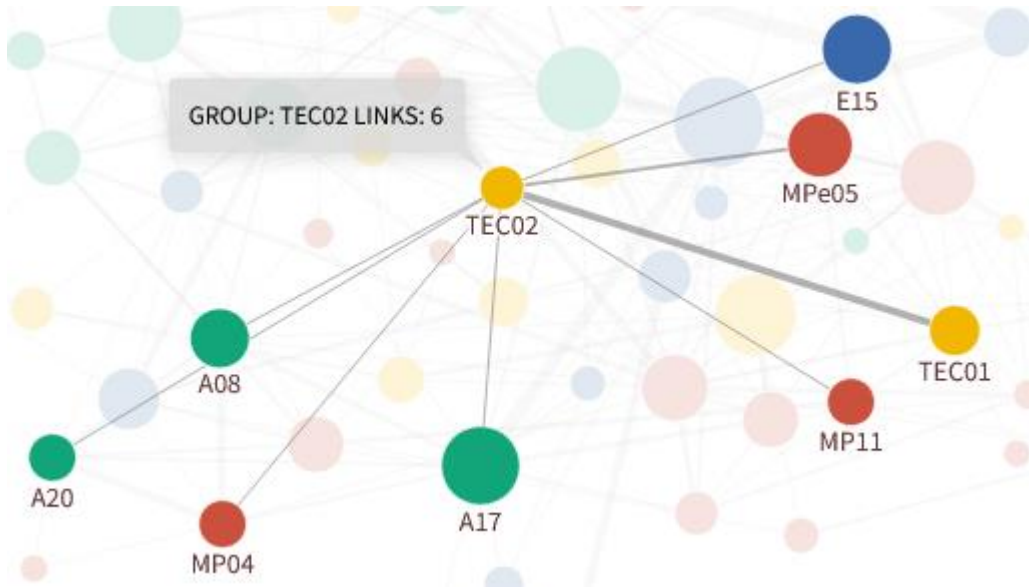 E15
GROUP: TEC02 LINKS: 6
MPe05
TEC02
TEC01
A08
MP11
A20
A17
MP04